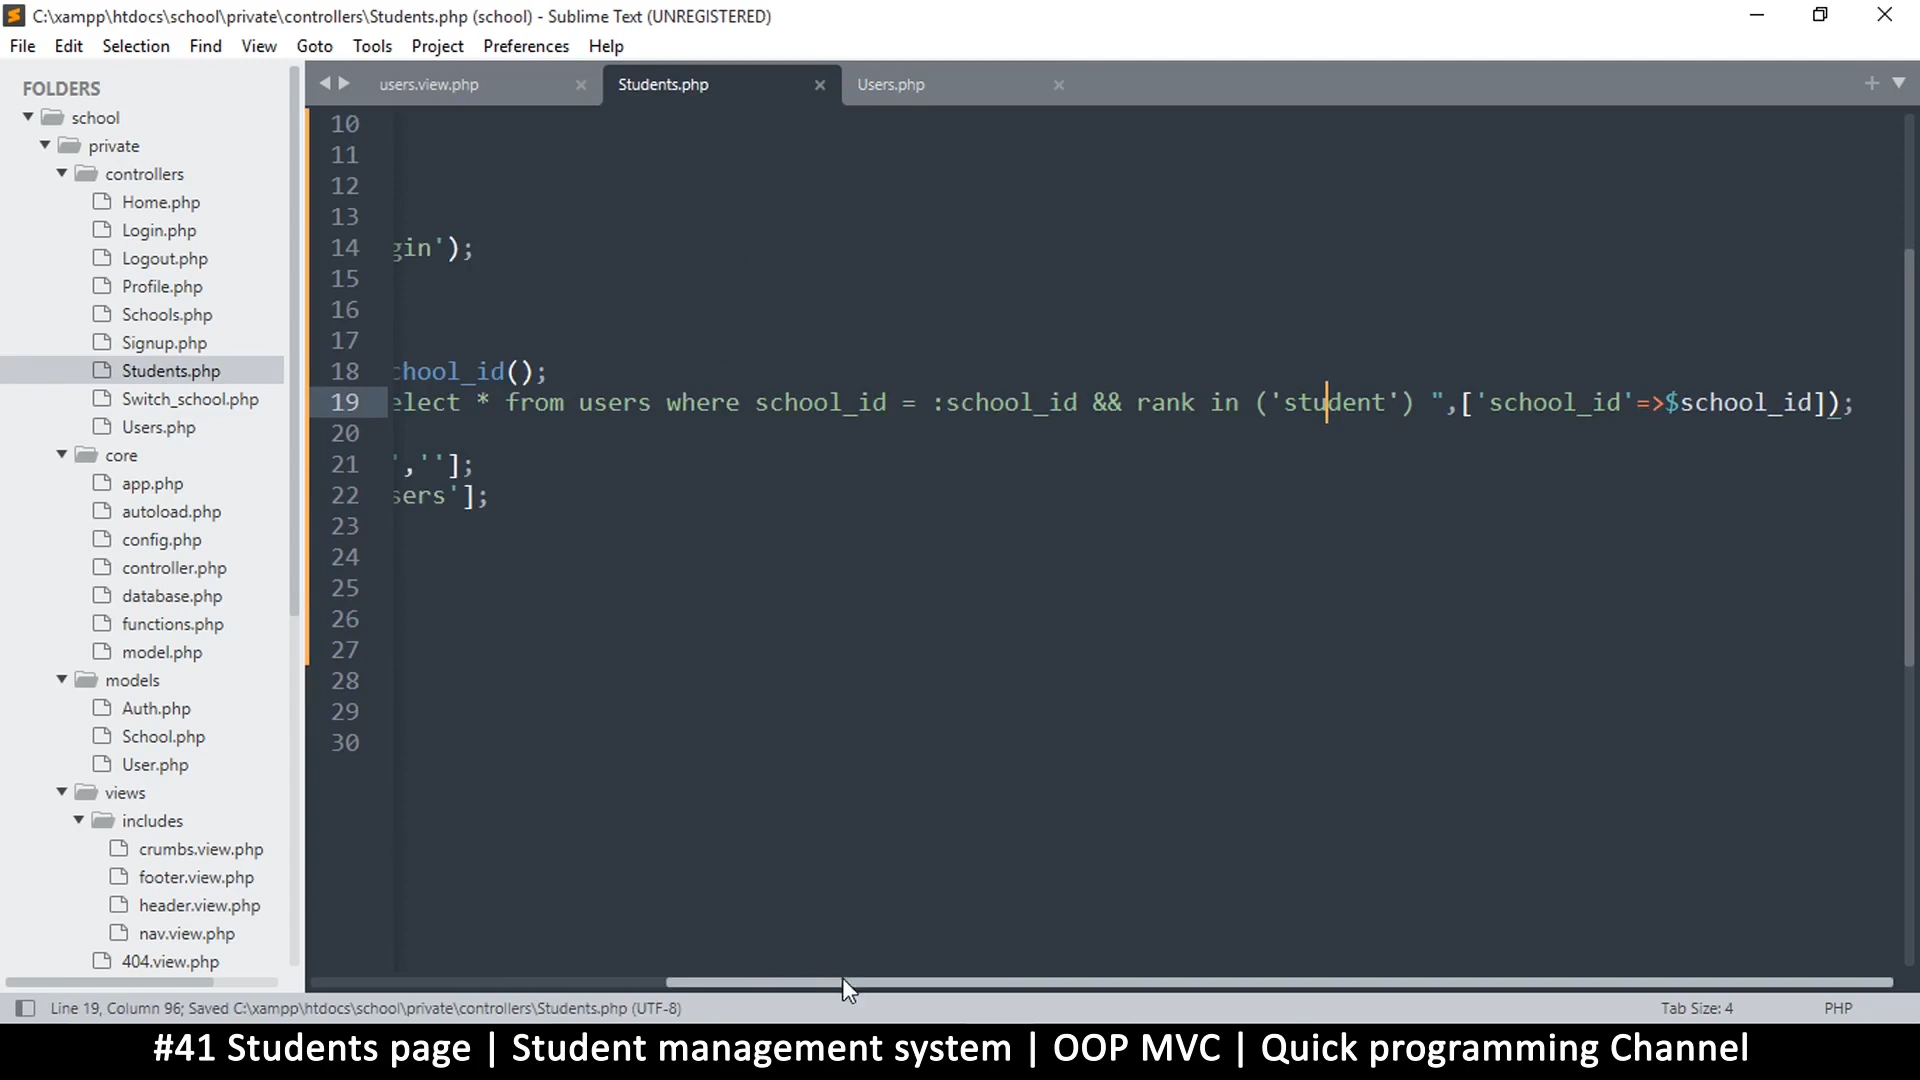 C:\xampp\htdocs\school\private\controllers\Students.php (school) - Sublime Text (UNREGISTERED)
File Edit Selection Find View Goto Tools Project Preferences Help
FOLDERS
school
private
controllers
Home.php
Login.php
Logout.php
Profile.php
Schools.php
Signup.php
Students.php
Switch_school.php
Users.php
core
app.php
autoload.php
config.php
controller.php
database.php
functions.php
model.php
models
Auth.php
School.php
User.php
views
includes
crumbs.view.php
footer.view.php
header.view.php
nav.view.php
404.view.php
users.view.php Students.php Users.php
10
11
12
13
14 gin');
15
16
17
18 chool_id();
19 elect * from users where school_id = :school_id && rank in ('student') ",['school_id'=>$school_id]);
20
21 ',''];
22 sers'];
23
24
25
26
27
28
29
30
Line 19, Column 96; Saved C:\xampp\htdocs\school\private\controllers\Students.php (UTF-8) Tab Size: 4 PHP
#41 Students page | Student management system | OOP MVC | Quick programming Channel